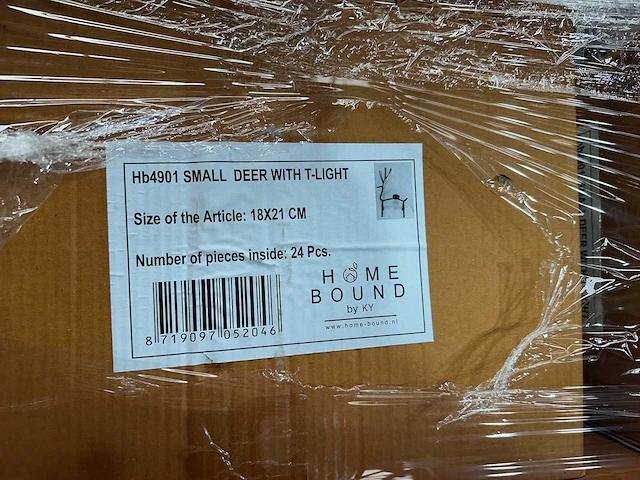 Hb4901 SMALL DEER WITH T-LIGHT
Size of the Article: 18X21 CM
Number of pieces inside: 24 Pcs.
HOME
BOUND
by KY
www.home-bound.nl
8 719097 052046